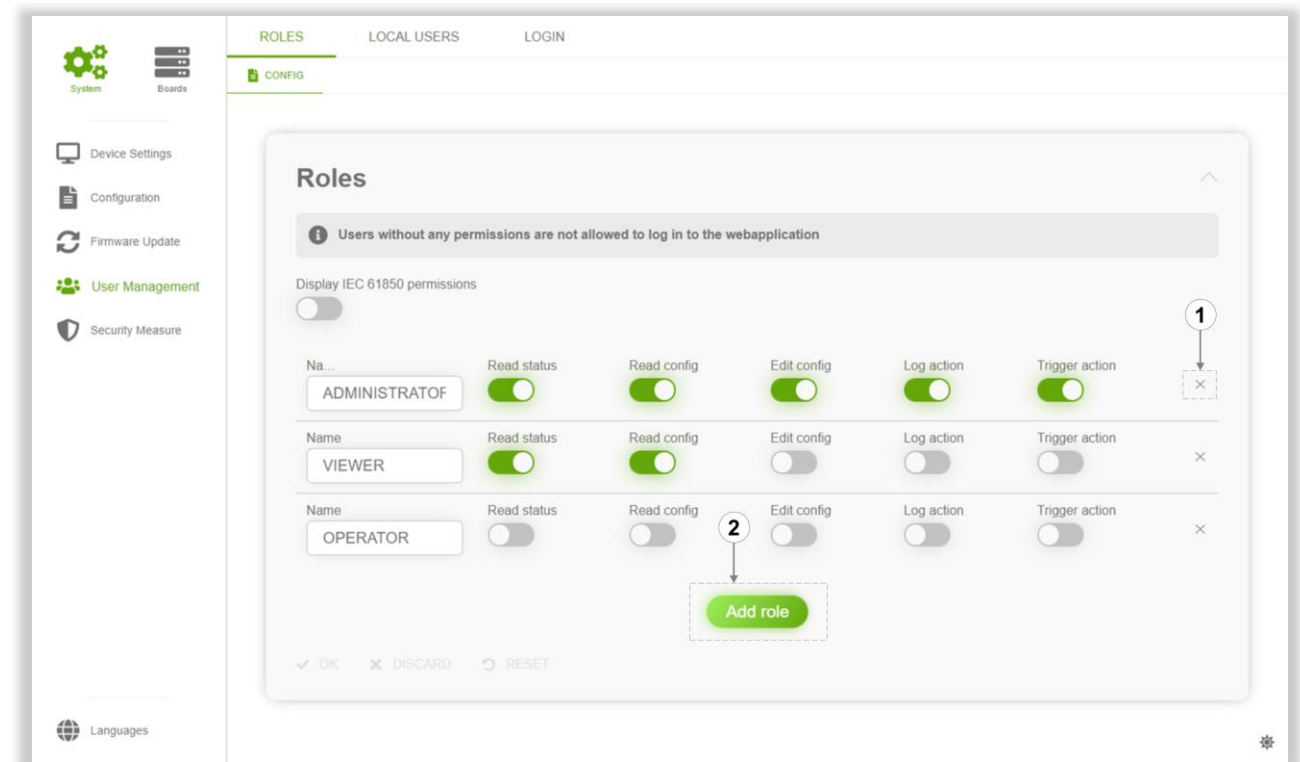 ROLES LOCAL USERS LOGIN
System Boards
CONFIG
Device Settings
Configuration
Firmware Update
User Management
Security Measure
Languages
Roles
Users without any permissions are not allowed to log in to the webapplication
Display IEC 61850 permissions
1
Na... Read status Read config Edit config Log action Trigger action
ADMINISTRATOR
Name Read status Read config Edit config Log action Trigger action
VIEWER
Name Read status Read config Edit config Log action Trigger action
OPERATOR
2
Add role
OK DISCARD RESET